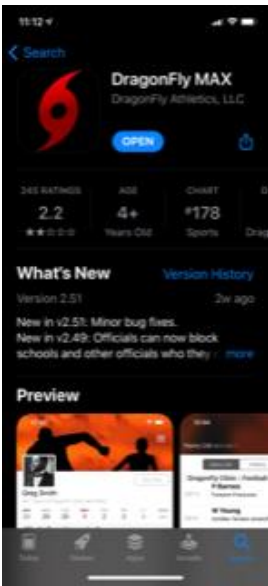 11:12
Search
DragonFly MAX
DragonFly Athletics, LLC
OPEN
245 RATINGS
AGE
CHART
2.2
4+
#178
Years Old
Sports
What's New
Version History
Version 2.51
2w ago
New in v2.51: Minor bug fixes.
New in v2.49: Officials can now block
schools and other officials who they
more
Preview
Greg Smith
W Young